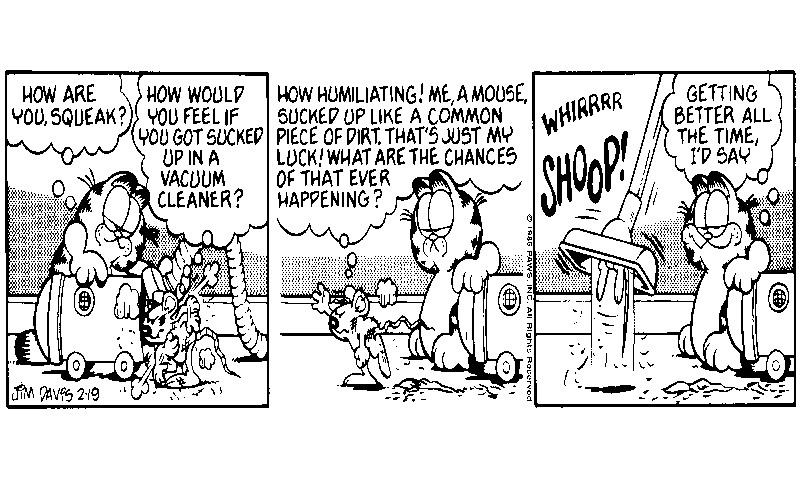 HOW ARE
YOU, SQUEAK?
HOW WOULD
YOU FEEL IF
YOU GOT SUCKED
UP IN A
VACUUM
CLEANER?
JIM DAVIS 2-19
HOW HUMILIATING! ME, A MOUSE,
SUCKED UP LIKE A COMMON
PIECE OF DIRT. THAT'S JUST MY
LUCK! WHAT ARE THE CHANCES
OF THAT EVER
HAPPENING?
© 1986 PAWS, INC. All Rights Reserved.
WHIRRRR
SHOOP!
GETTING
BETTER ALL
THE TIME,
I'D SAY